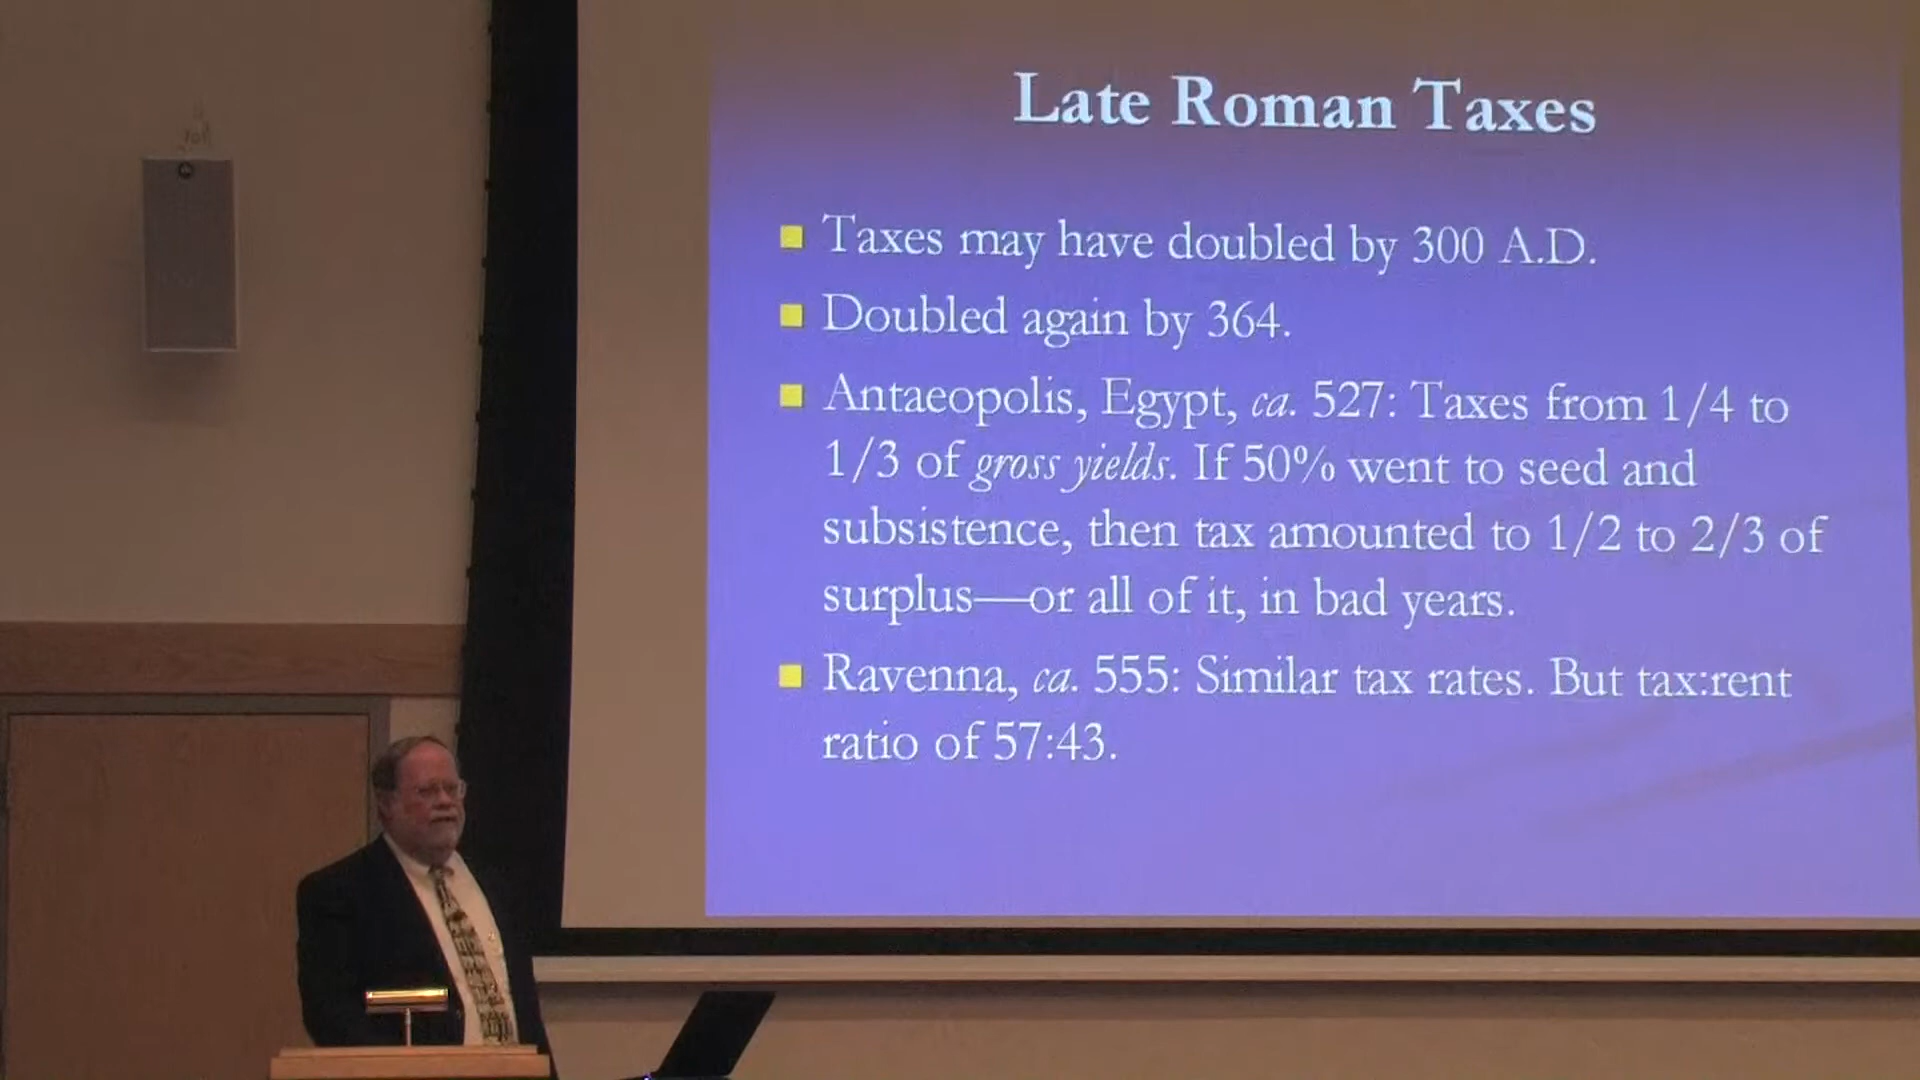 Late Roman Taxes
Taxes may have doubled by 300 A.D.
Doubled again by 364.
Antaeopolis, Egypt, ca. 527: Taxes from 1/4 to
1/3 of gross yields. If 50% went to seed and
subsistence, then tax amounted to 1/2 to 2/3 of
surplus—or all of it, in bad years.
Ravenna, ca. 555: Similar tax rates. But tax:rent
ratio of 57:43.